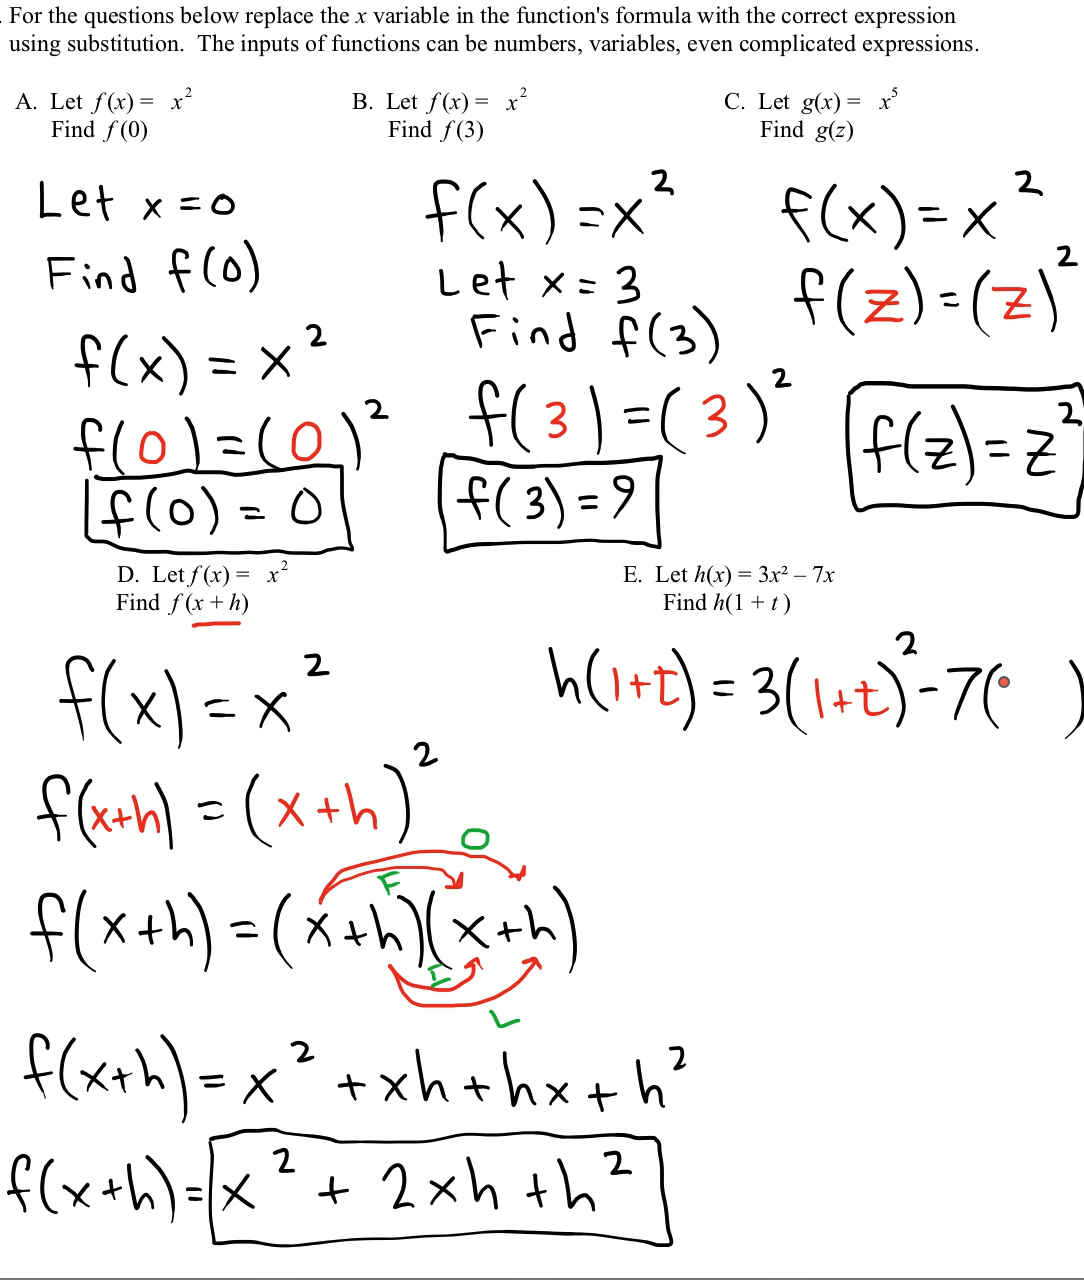 . For the questions below replace the x variable in the function's formula with the correct expression
using substitution. The inputs of functions can be numbers, variables, even complicated expressions.
A. Let f(x) = x²
Find f(0)
Let x = 0
Find f(0)
f(x) = x²
f(0) = (0)²
f(0) = 0
B. Let f(x) = x²
Find f(3)
f(x) = x²
Let x = 3
Find f(3)
f(3) = (3)²
f(3) = 9
C. Let g(x) = x⁵
Find g(z)
f(x) = x²
f(z) = (z)²
f(z) = z²
D. Let f(x) = x²
Find f(x + h)
f(x) = x²
f(x+h) = (x+h)²
O
F
f(x+h) = (x+h)(x+h)
I
L
f(x+h) = x² + xh + hx + h²
f(x+h) = x² + 2xh + h²
E. Let h(x) = 3x² – 7x
Find h(1 + t)
h(1+t) = 3(1+t)² - 7( )